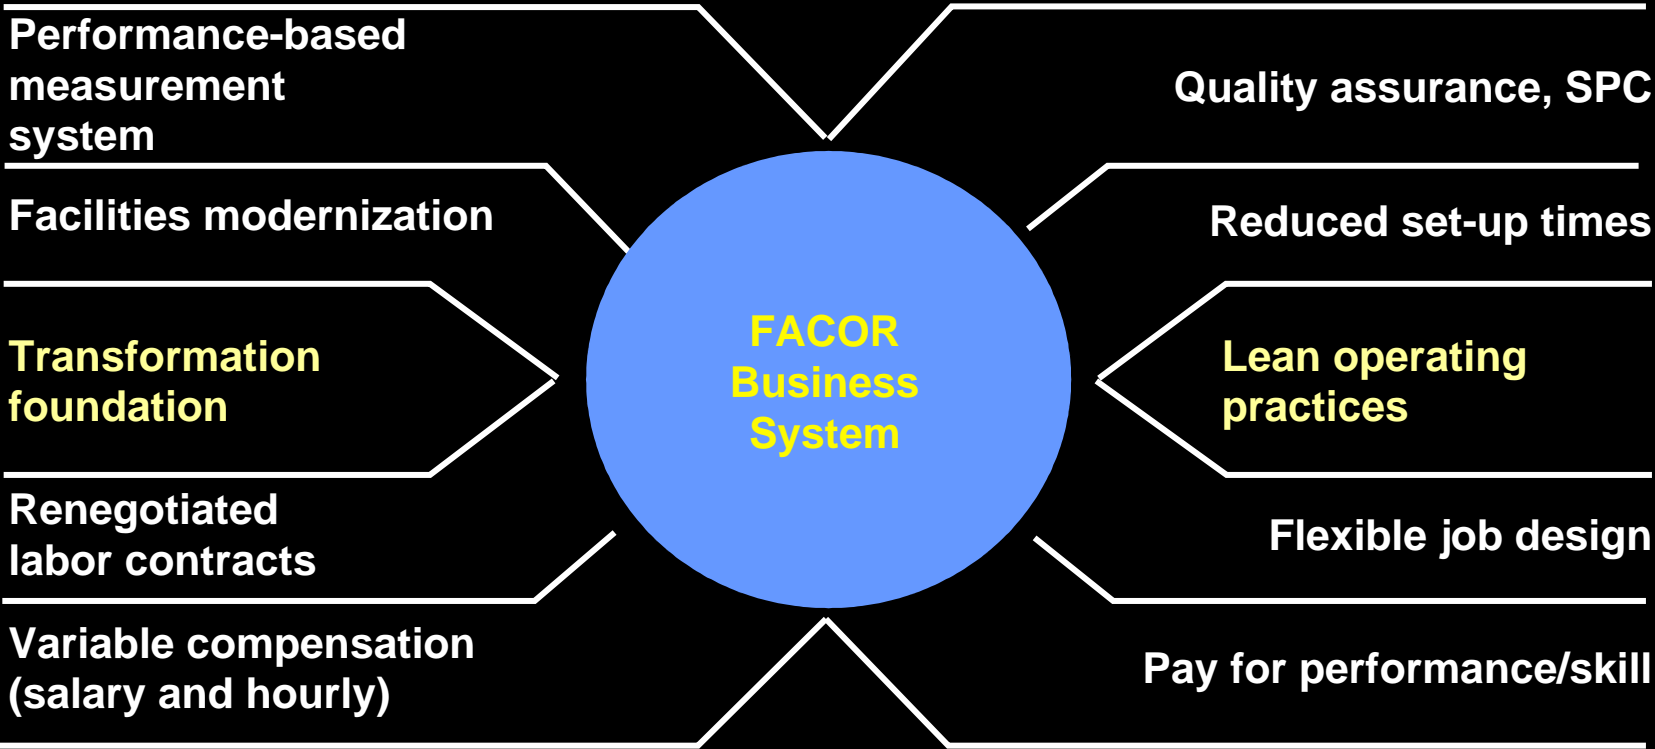 Performance-based
measurement
system
Facilities modernization
Transformation
foundation
Renegotiated
labor contracts
Variable compensation
(salary and hourly)
FACOR
Business
System
Quality assurance, SPC
Reduced set-up times
Lean operating
practices
Flexible job design
Pay for performance/skill